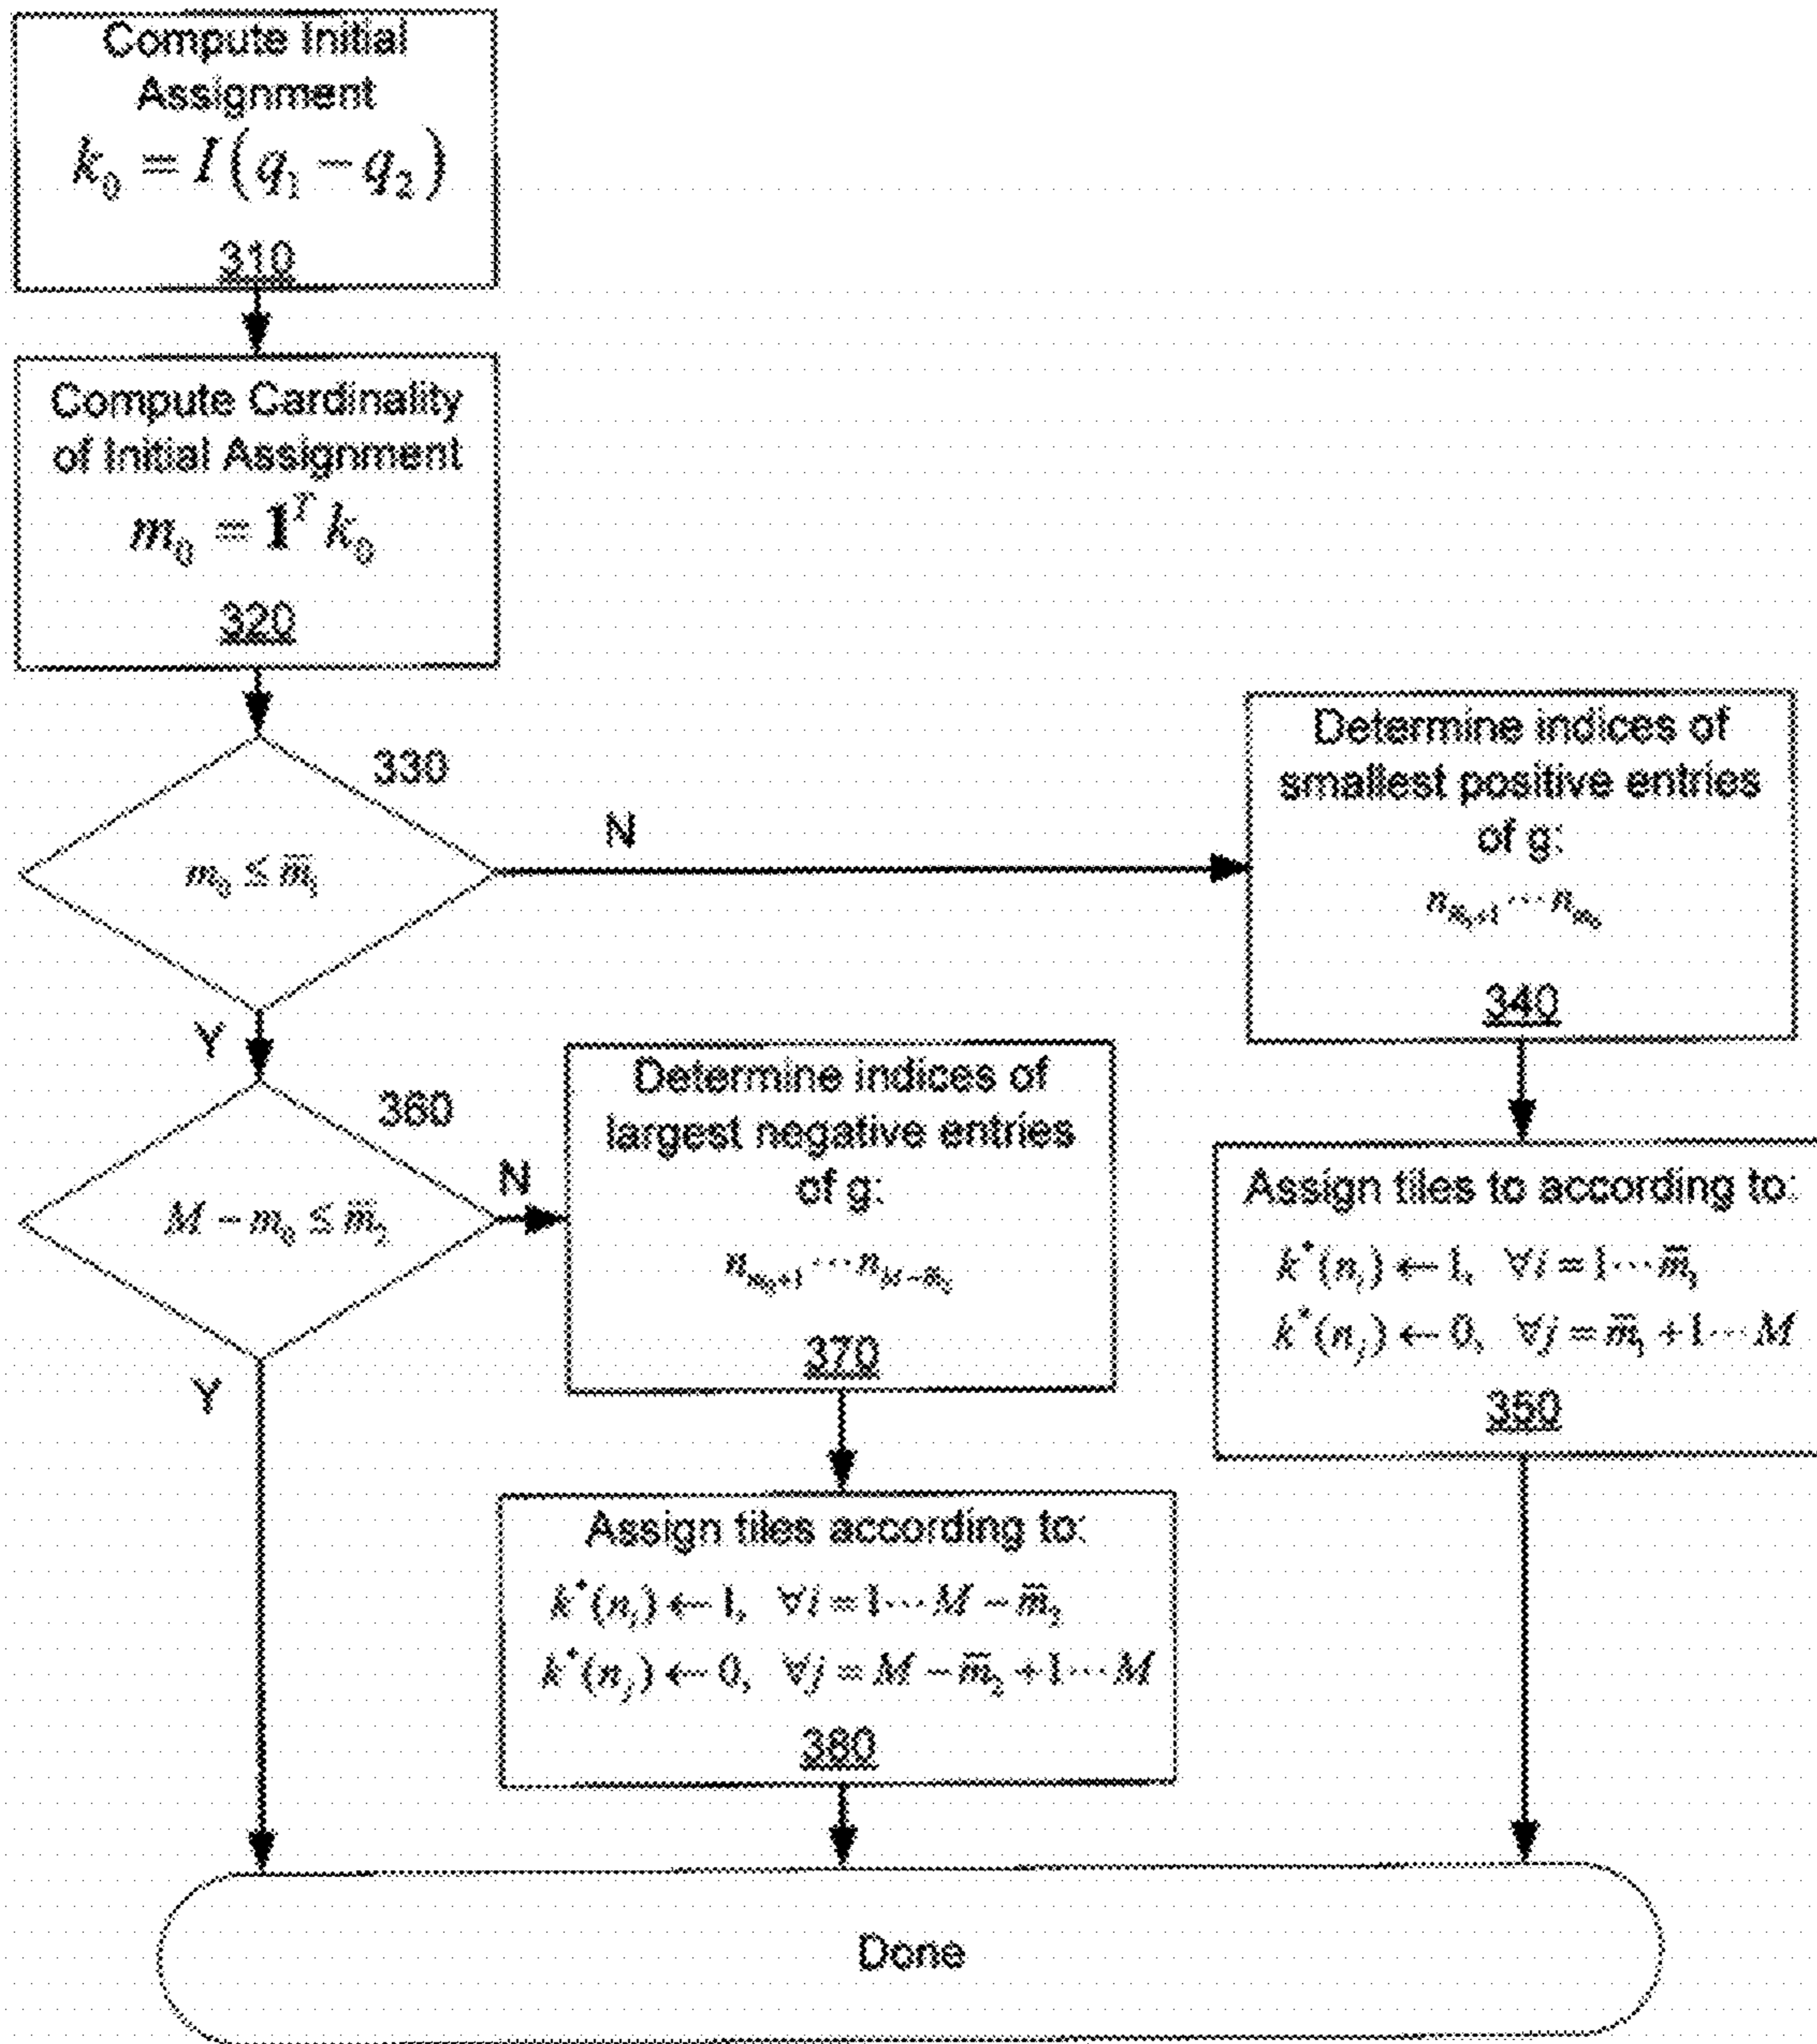 Compute Initial
Assignment
k₀ = I(q₁ − q₂)
310
Compute Cardinality
of Initial Assignment
m₀ = 1ᵀ k₀
320
330
m₀ ≤ m̅₁
N
Y
Determine indices of
smallest positive entries
of g:
340
360
M − m₀ ≤ m̅₂
N
Y
Determine indices of
largest negative entries
of g:
370
Assign tiles to according to:
k*(nᵢ) ← 1, ∀i = 1⋯m̅₁
k*(nⱼ) ← 0, ∀j = m̅₁ + 1⋯M
350
Assign tiles according to:
k*(nᵢ) ← 1, ∀i = 1⋯M − m̅₂
k*(nⱼ) ← 0, ∀j = M − m̅₂ + 1⋯M
380
Done